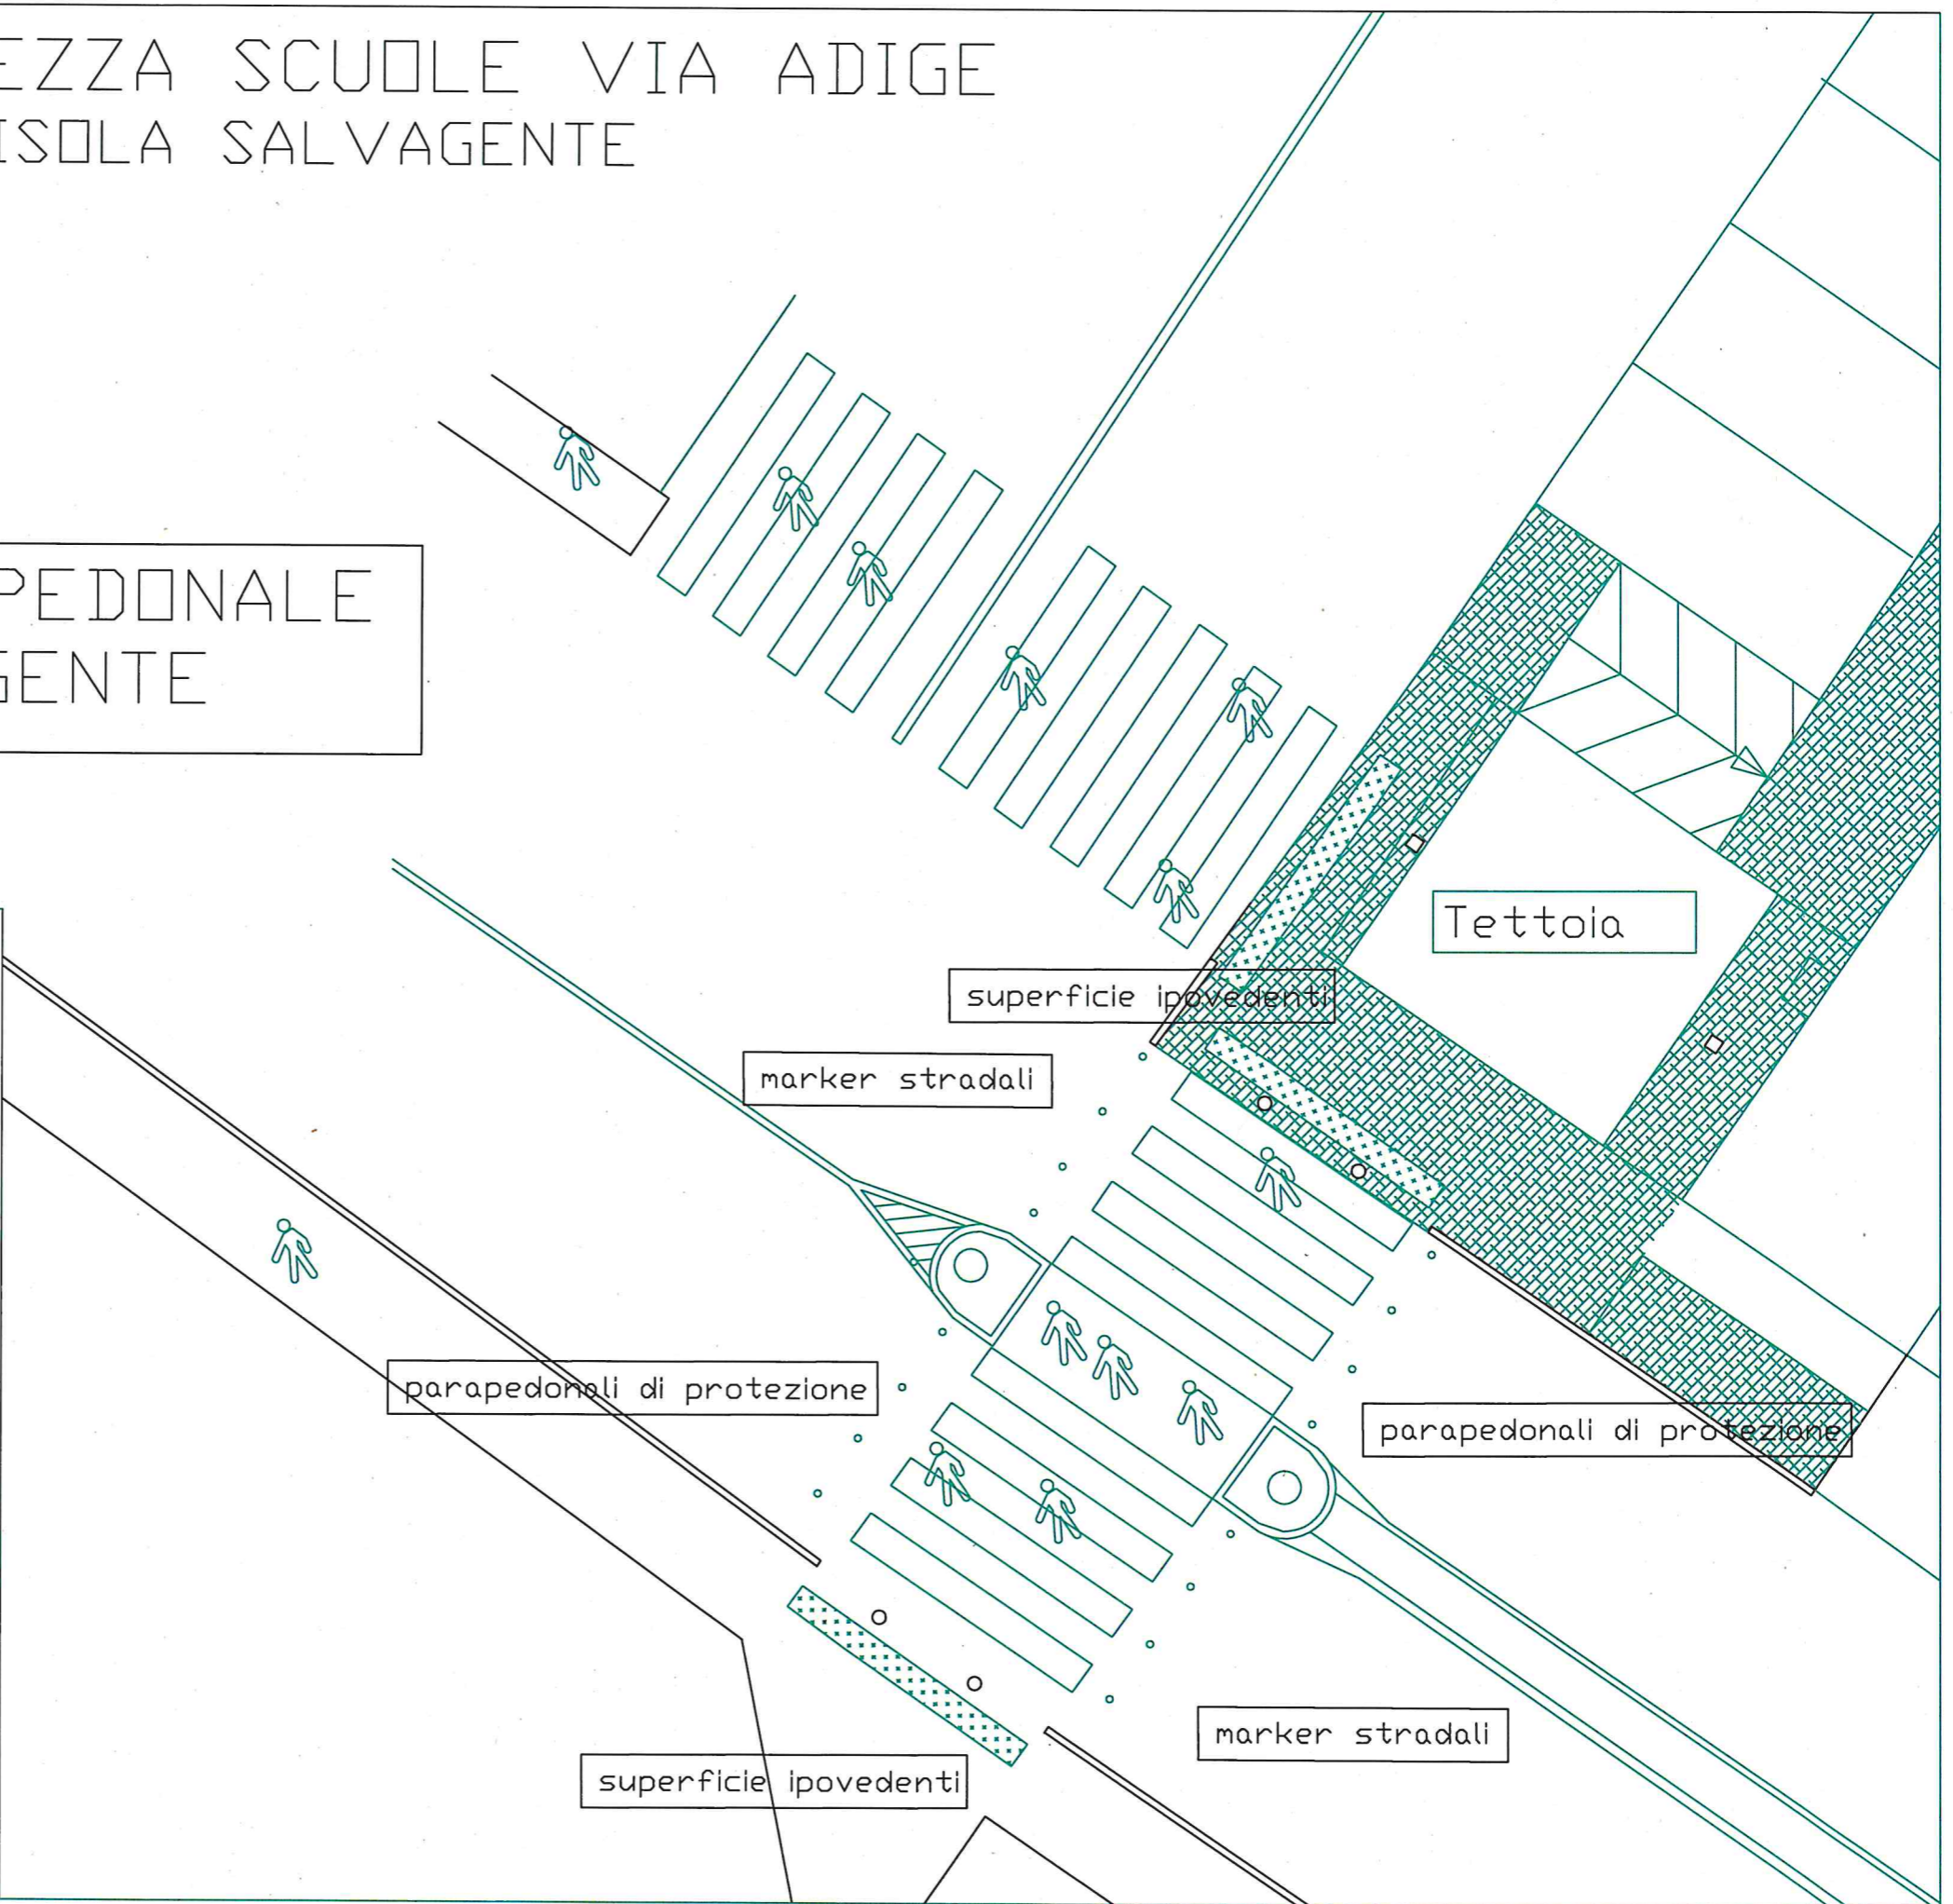 EZZA SCUOLE VIA ADIGE
ISOLA SALVAGENTE
PEDONALE
GENTE
Tettoia
superficie ipovedenti
marker stradali
parapedonali di protezione
parapedonali di protezione
marker stradali
superficie ipovedenti